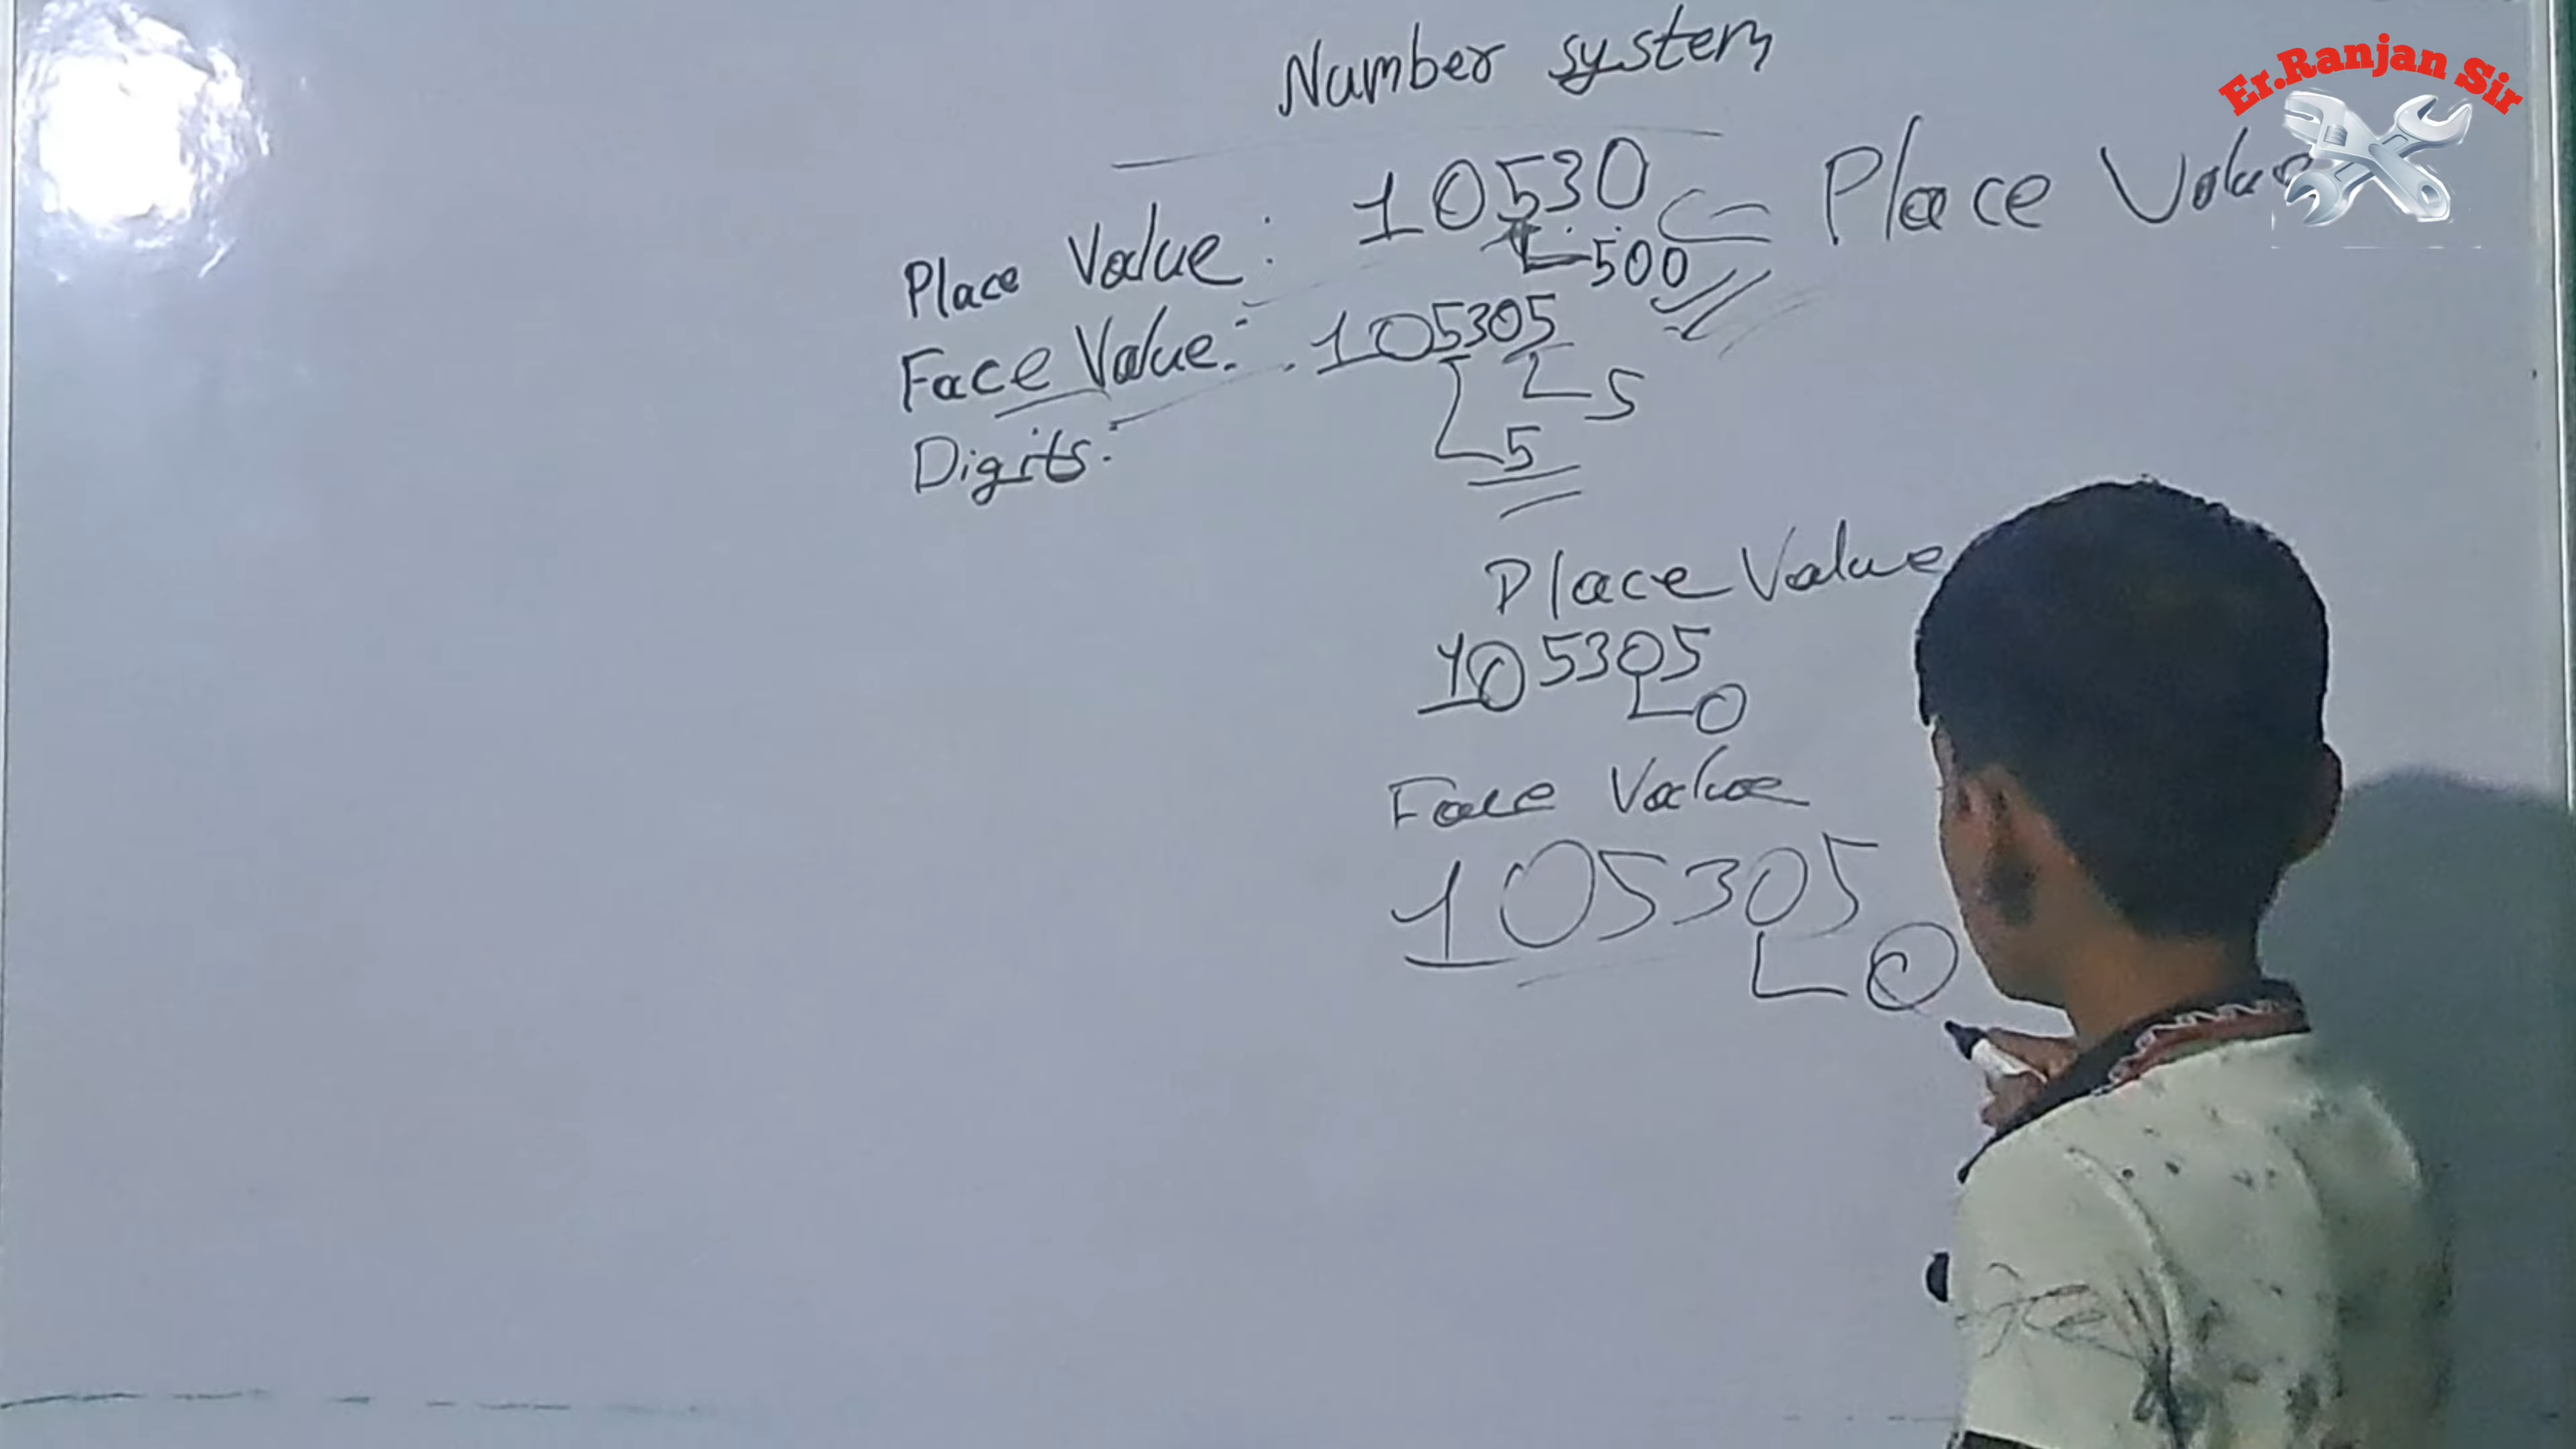 Number system
Er.Ranjan Sir
Place Value : 10530 <= Place Value
500
Face Value :- 105305
5
5
Digits:-
Place Value
105305
0
Face Value
105305
0